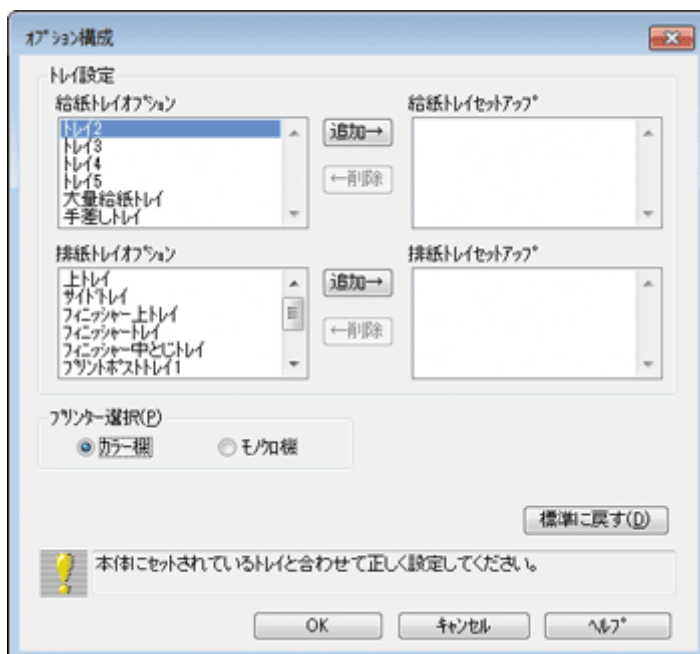 オプション構成
トレイ設定
給紙トレイオプション
トレイ2
トレイ3
トレイ4
トレイ5
大量給紙トレイ
手差しトレイ
追加→
←削除
給紙トレイセットアップ
排紙トレイオプション
上トレイ
サイドトレイ
フィニッシャー上トレイ
フィニッシャートレイ
フィニッシャー中とじトレイ
プリントポストトレイ1
追加→
←削除
排紙トレイセットアップ
プリンター選択(P)
カラー機
モノクロ機
標準に戻す(D)
本体にセットされているトレイと合わせて正しく設定してください。
OK
キャンセル
ヘルプ